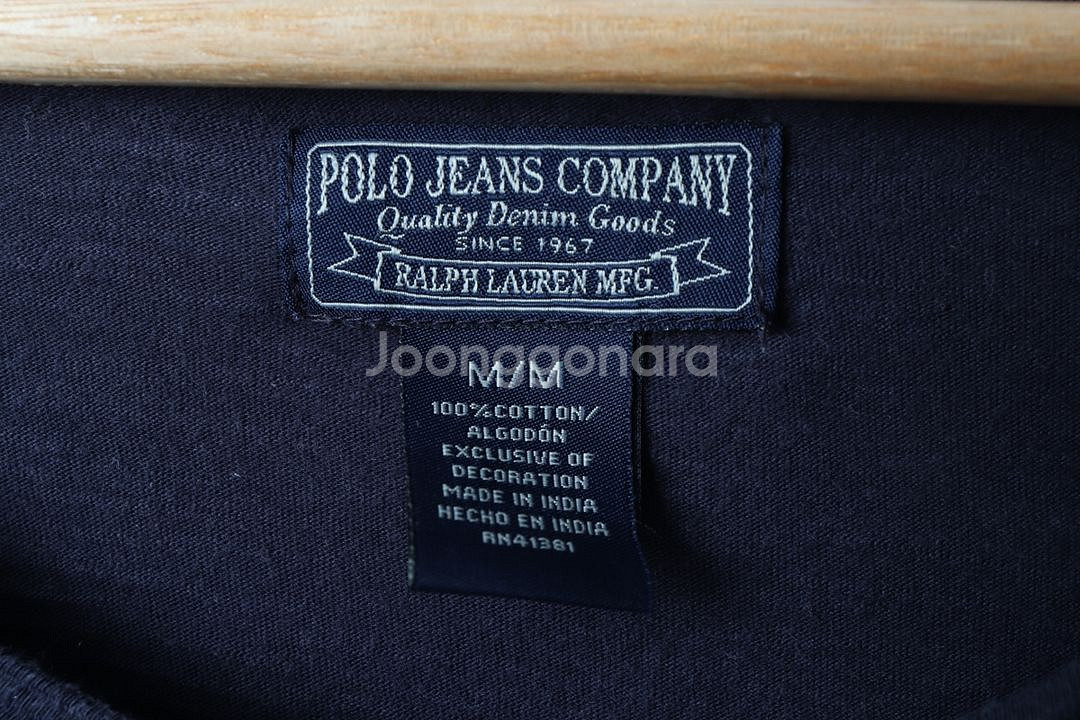 POLO JEANS COMPANY
Quality Denim Goods
SINCE 1967
RALPH LAUREN MFG.
Joonggonara
M/M
100%COTTON/
ALGODÓN
EXCLUSIVE OF
DECORATION
MADE IN INDIA
HECHO EN INDIA
RN41381